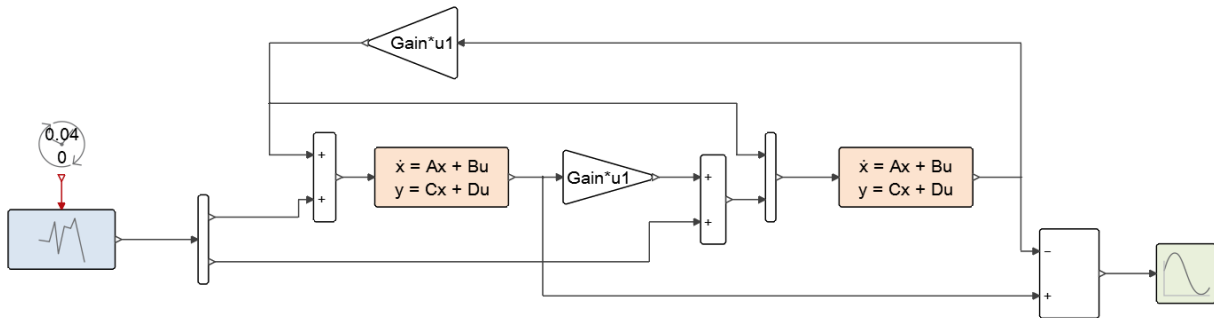 Gain*u1
0.04
0
+
+
ẋ = Ax + Bu
y = Cx + Du
Gain*u1
+
+
ẋ = Ax + Bu
y = Cx + Du
−
+